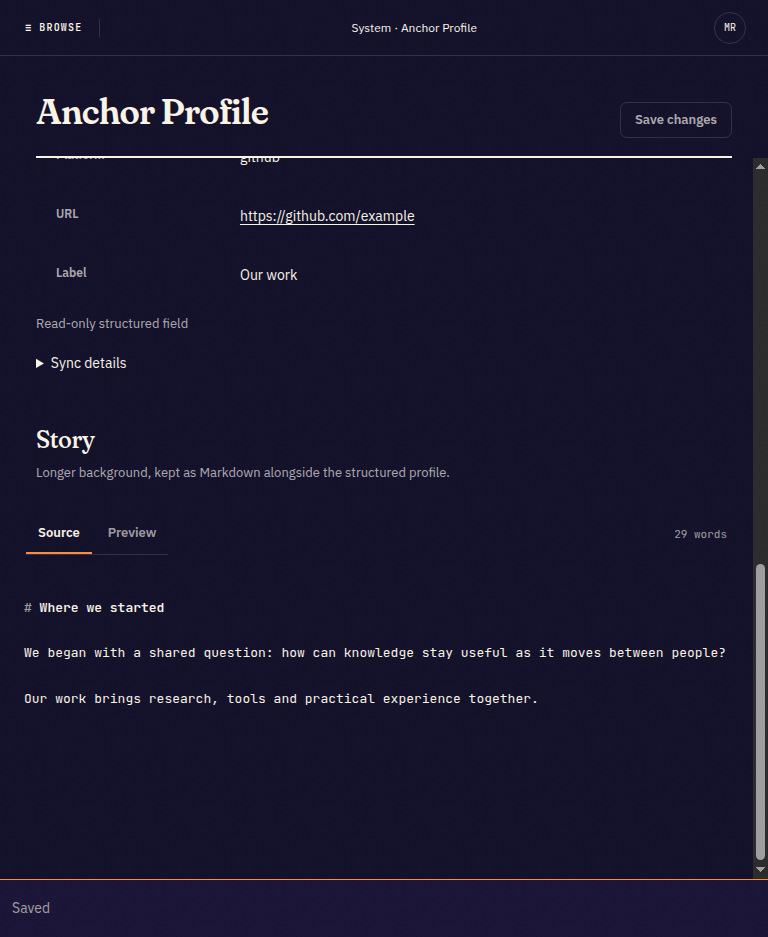 ≡ BROWSE
System · Anchor Profile
MR
Anchor Profile
Save changes
github
URL
https://github.com/example
Label
Our work
Read-only structured field
▶ Sync details
Story
Longer background, kept as Markdown alongside the structured profile.
Source
Preview
29 words
# Where we started
We began with a shared question: how can knowledge stay useful as it moves between people?
Our work brings research, tools and practical experience together.
Saved